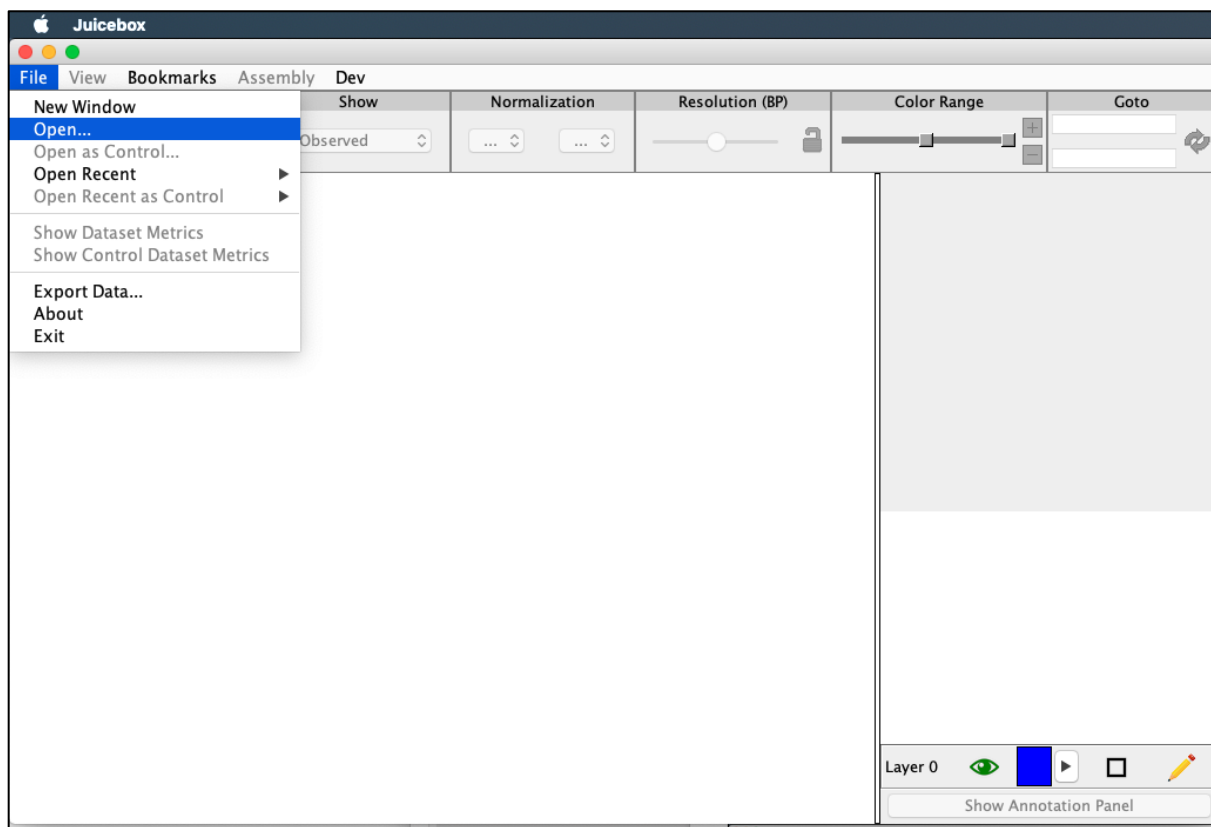 Juicebox
File View Bookmarks Assembly Dev
New Window
Open...
Open as Control...
Open Recent
Open Recent as Control
Show Dataset Metrics
Show Control Dataset Metrics
Export Data...
About
Exit
Show Normalization Resolution (BP) Color Range Goto
Observed ... ...
+
−
Layer 0
Show Annotation Panel